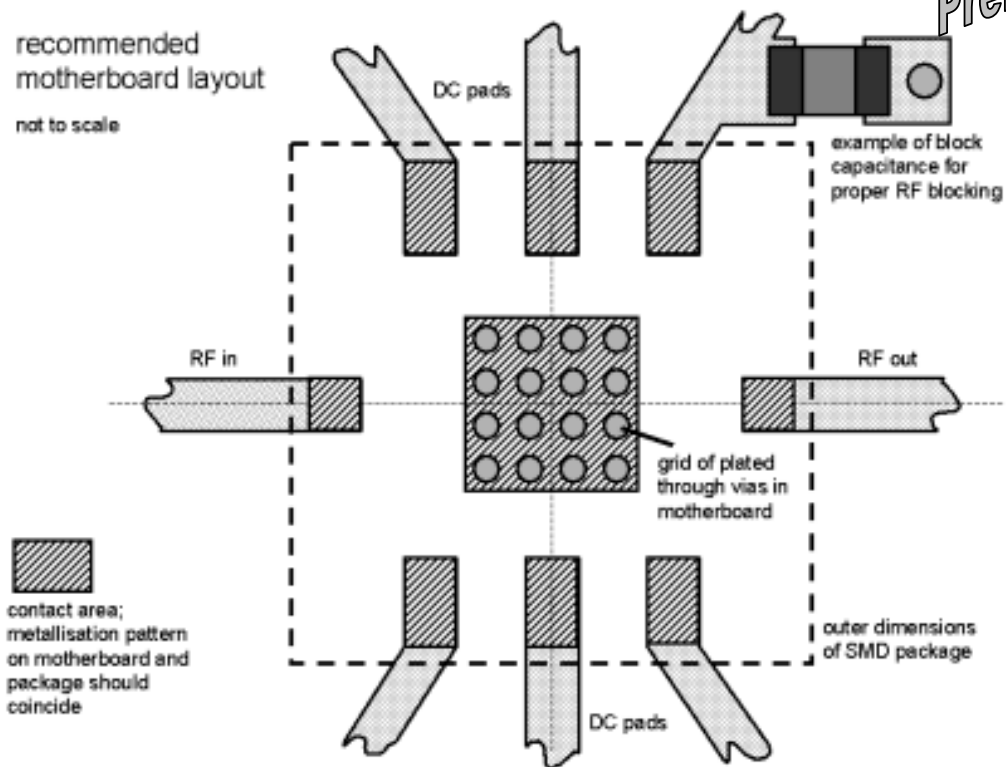 recommended
motherboard layout
not to scale
DC pads
example of block
capacitance for
proper RF blocking
RF in
RF out
grid of plated
through vias in
motherboard
contact area;
metallisation pattern
on motherboard and
package should
coincide
outer dimensions
of SMD package
DC pads